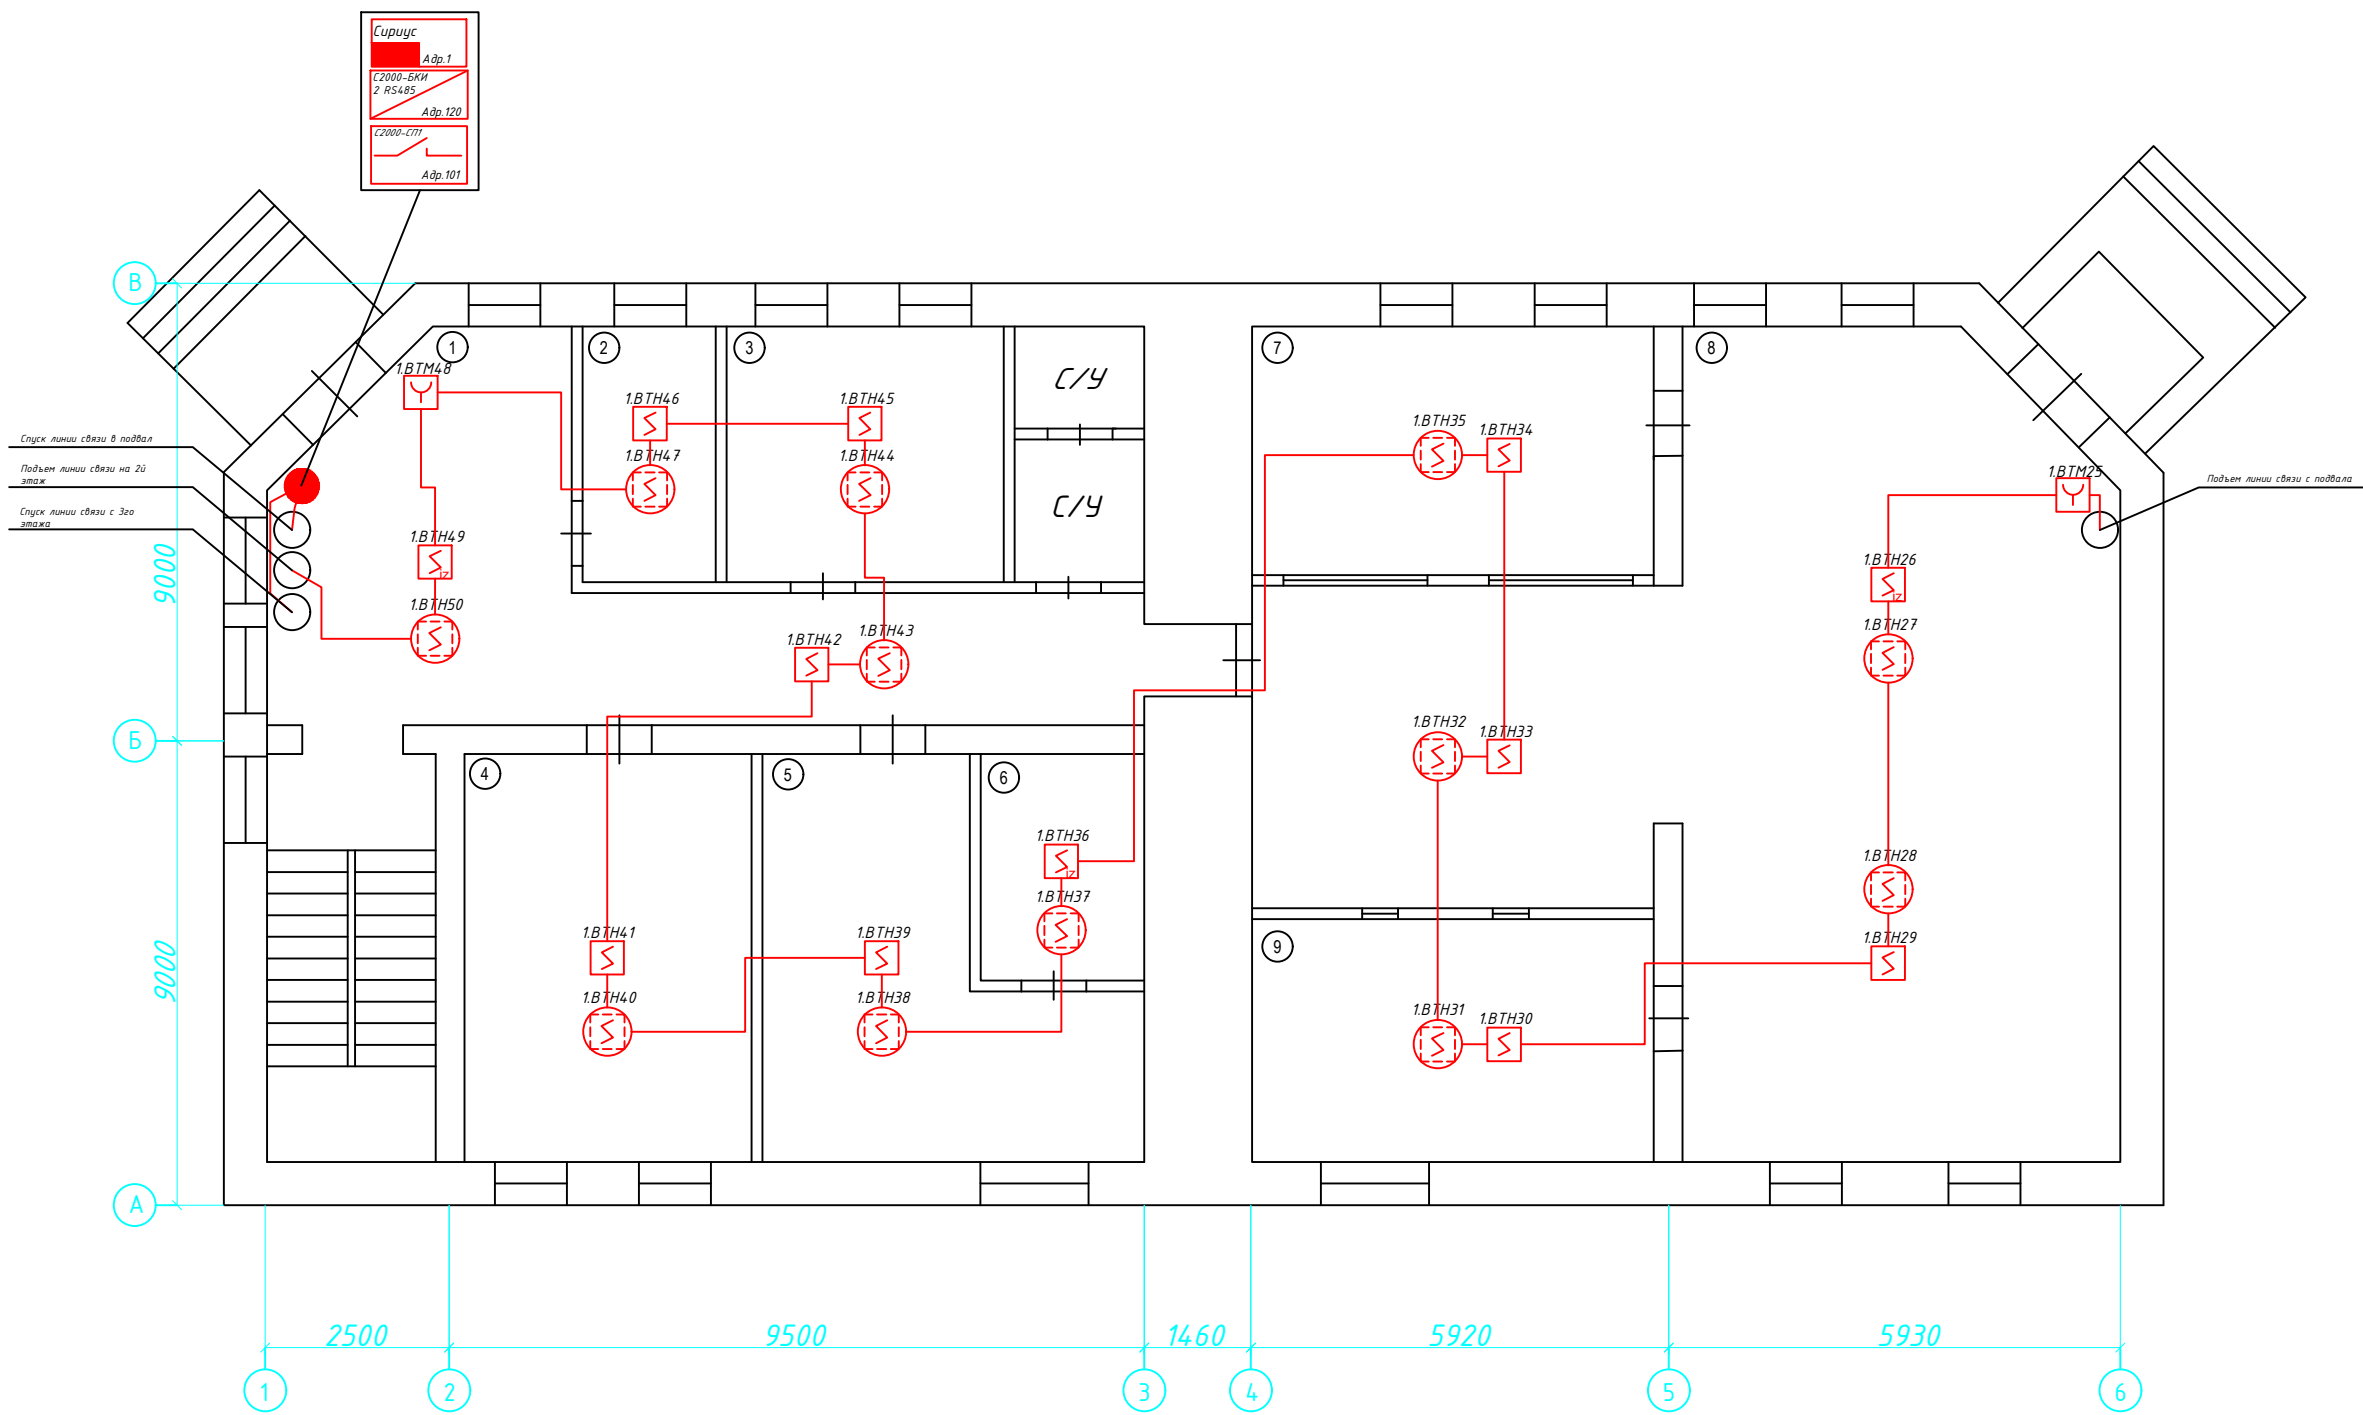 Сириус
Адр.1
С2000-БКИ
2 RS485
Адр.120
С2000-СП1
Адр.101
В
1
2
3
7
8
1.ВТМ48
1.ВТН46
1.ВТН45
С/У
1.ВТН35
1.ВТН34
Спуск линии связи в подвал
1.ВТН47
1.ВТН44
Подъем линии связи на 2й
этаж
1.ВТМ25
Подъем линии связи с подвала
С/У
Спуск линии связи с 3го
этажа
1.ВТН49
9000
1.ВТН26
IZ
IZ
1.ВТН50
1.ВТН42
1.ВТН43
1.ВТН27
Б
1.ВТН32
1.ВТН33
4
5
6
1.ВТН36
IZ
1.ВТН28
1.ВТН37
1.ВТН41
1.ВТН39
9
1.ВТН29
9000
1.ВТН40
1.ВТН38
1.ВТН31
1.ВТН30
А
2500
9500
1460
5920
5930
1
2
3
4
5
6